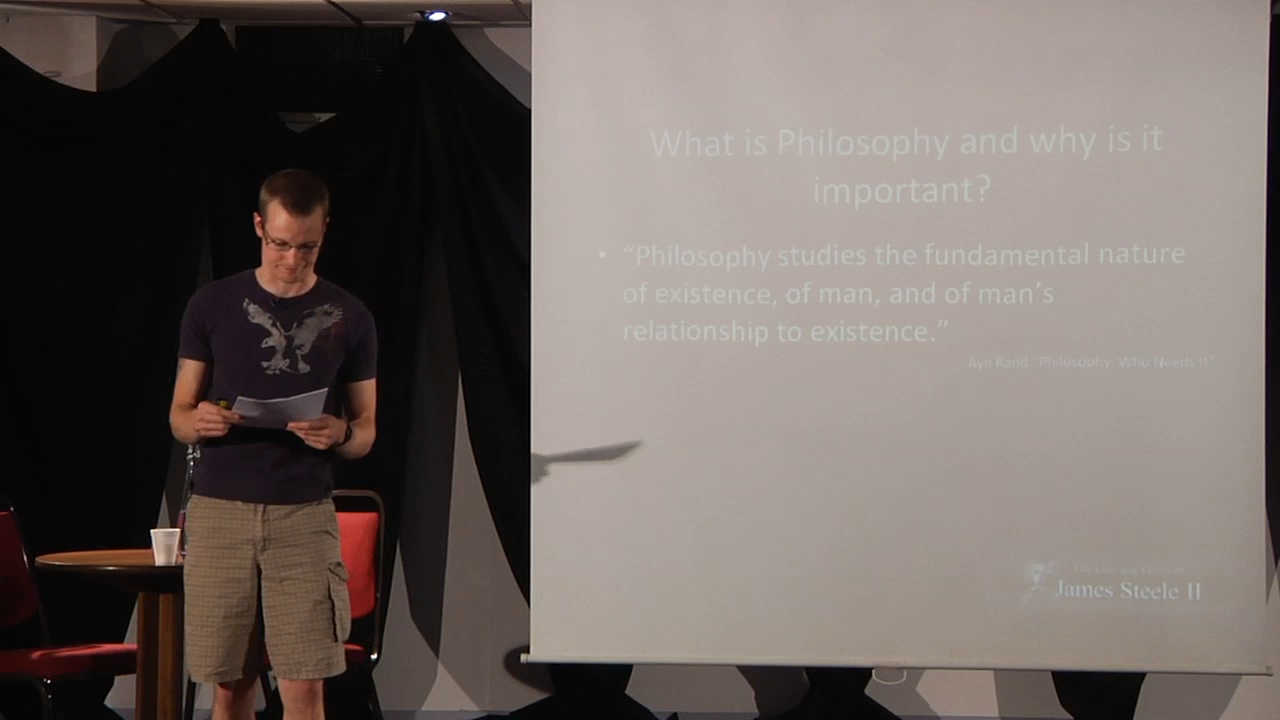 What is Philosophy and why is it
important?
• “Philosophy studies the fundamental nature
of existence, of man, and of man’s
relationship to existence.”
Ayn Rand “Philosophy: Who Needs It”
James Steele II